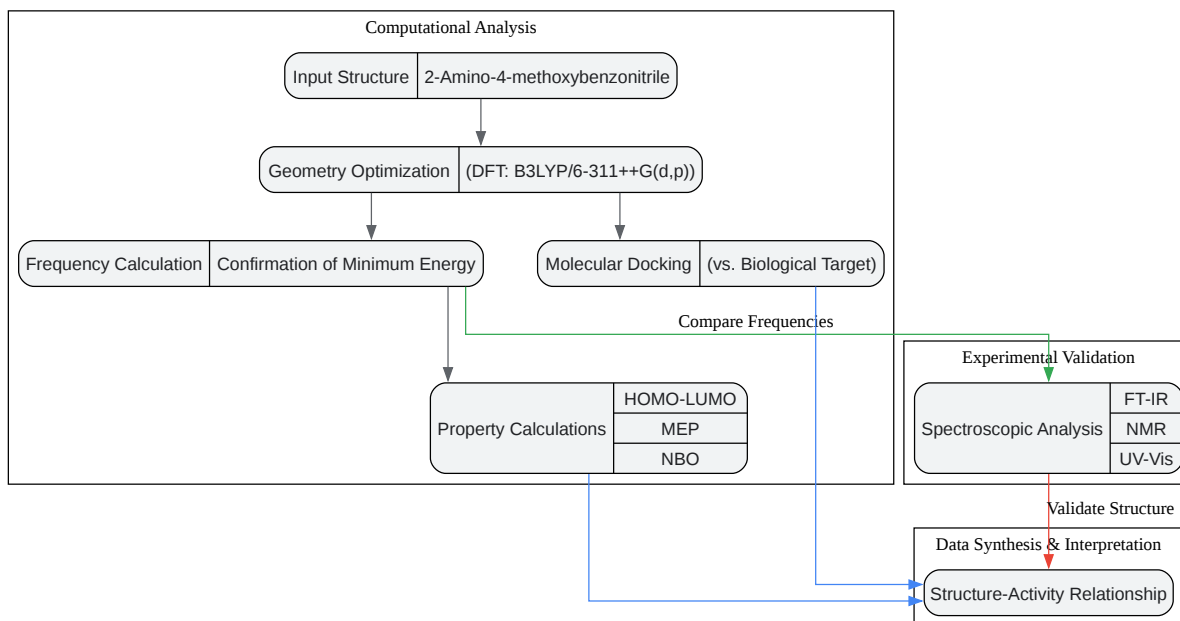 Computational Analysis
Input Structure
2-Amino-4-methoxybenzonitrile
Geometry Optimization
(DFT: B3LYP/6-311++G(d,p))
Frequency Calculation
Confirmation of Minimum Energy
Molecular Docking
(vs. Biological Target)
Compare Frequencies
Experimental Validation
Property Calculations
HOMO-LUMO
MEP
NBO
Spectroscopic Analysis
FT-IR
NMR
UV-Vis
Validate Structure
Data Synthesis & Interpretation
Structure-Activity Relationship